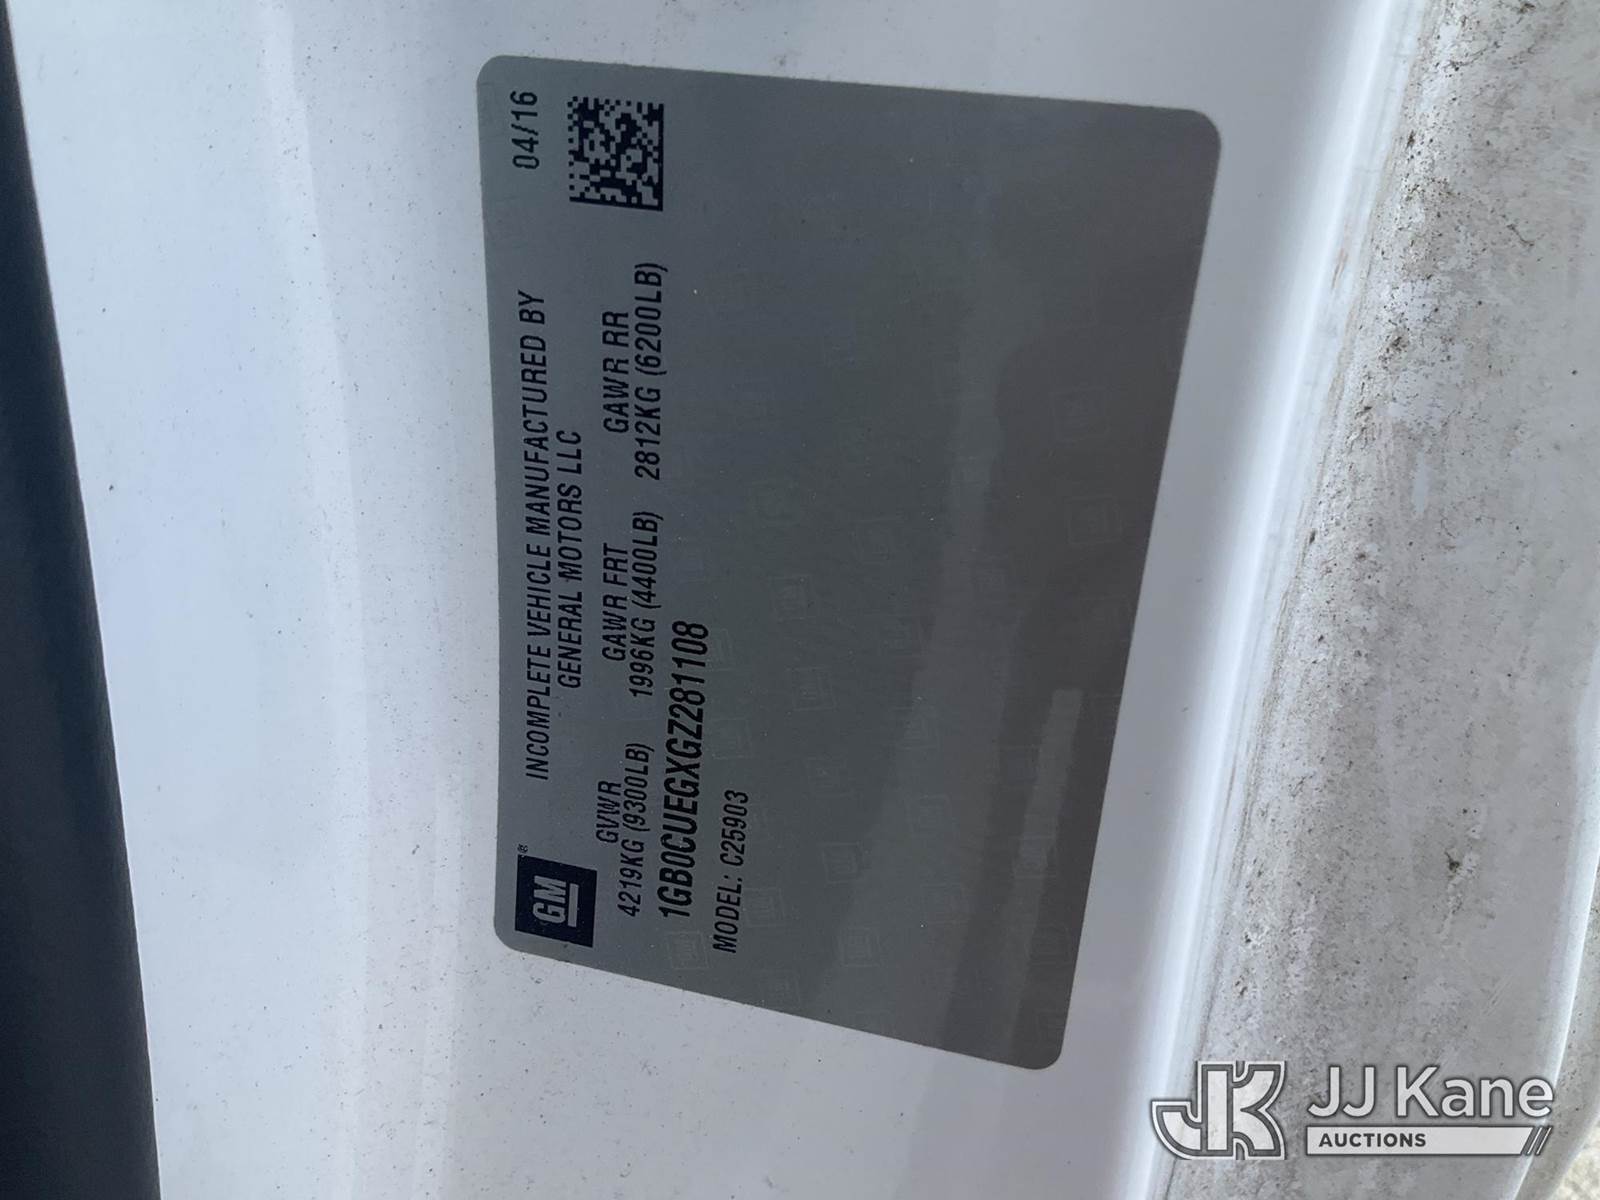 04/16
INCOMPLETE VEHICLE MANUFACTURED BY
GENERAL MOTORS LLC
GM®
GVWR GAWR FRT GAWR RR
4219KG (9300LB) 1996KG (4400LB) 2812KG (6200LB)
1GB0CUEGXGZ281108
MODEL: C25903
JK JJ Kane
AUCTIONS